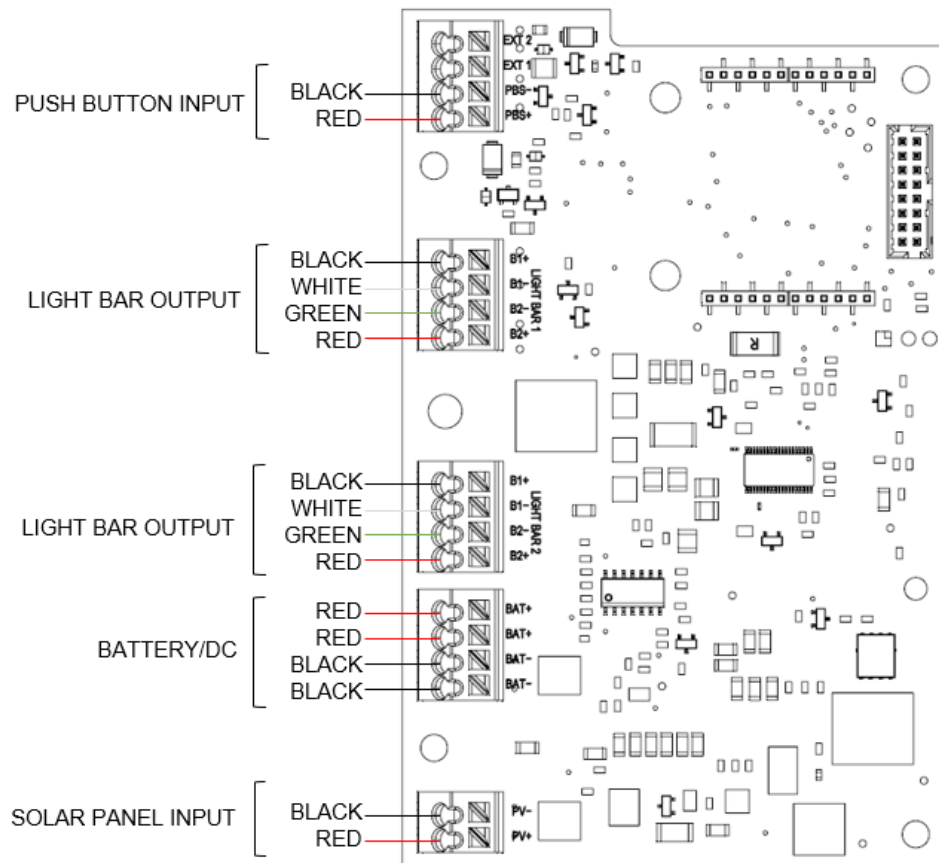 EXT 2
EXT 1
PUSH BUTTON INPUT
BLACK PBS-
RED PBS+
LIGHT BAR OUTPUT
BLACK B1+
WHITE B1-
GREEN B2-
RED B2+
LIGHT BAR 1
R
LIGHT BAR OUTPUT
BLACK B1+
WHITE B1-
GREEN B2-
RED B2+
LIGHT BAR 2
BATTERY/DC
RED BAT+
RED BAT+
BLACK BAT-
BLACK BAT-
SOLAR PANEL INPUT
BLACK PV-
RED PV+